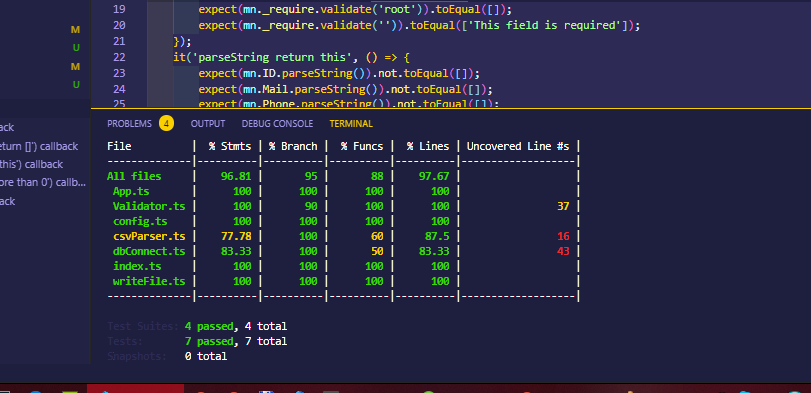 19 expect(mn._require.validate('root')).toEqual([]);
20 expect(mn._require.validate('')).toEqual(['This field is required']);
21 });
22 it('parseString return this', () => {
23 expect(mn.ID.parseString()).not.toEqual([]);
24 expect(mn.Mail.parseString()).not.toEqual([]);
25 expect(mn.Phone.parseString()).not.toEqual([]);
M
U
M
U
PROBLEMS 4 OUTPUT DEBUG CONSOLE TERMINAL
ack
eturn []') callback
this') callback
ore than 0') callb...
ack
File | % Stmts | % Branch | % Funcs | % Lines | Uncovered Line #s |
All files | 96.81 | 95 | 88 | 97.67 | |
App.ts | 100 | 100 | 100 | 100 | |
Validator.ts | 100 | 90 | 100 | 100 | 37 |
config.ts | 100 | 100 | 100 | 100 | |
csvParser.ts | 77.78 | 100 | 60 | 87.5 | 16 |
dbConnect.ts | 83.33 | 100 | 50 | 83.33 | 43 |
index.ts | 100 | 100 | 100 | 100 | |
writeFile.ts | 100 | 100 | 100 | 100 | |
Test Suites: 4 passed, 4 total
Tests: 7 passed, 7 total
Snapshots: 0 total